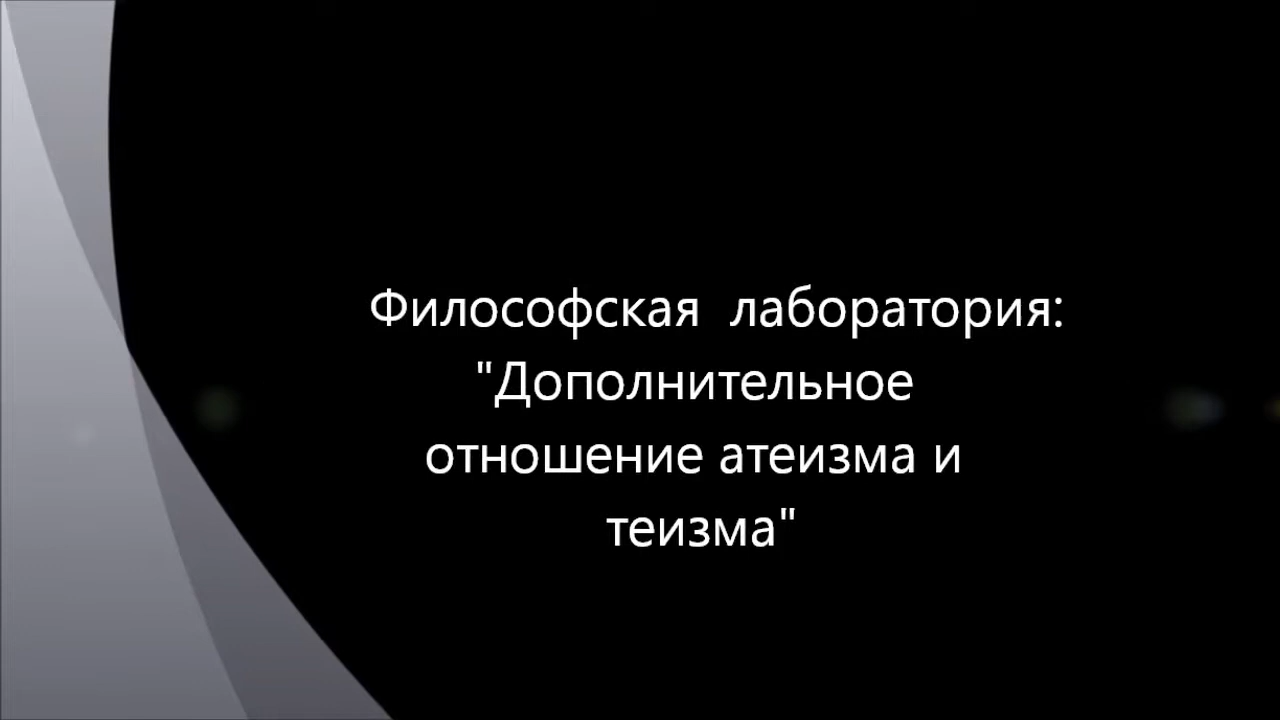 Философская лаборатория:
"Дополнительное
отношение атеизма и
теизма"